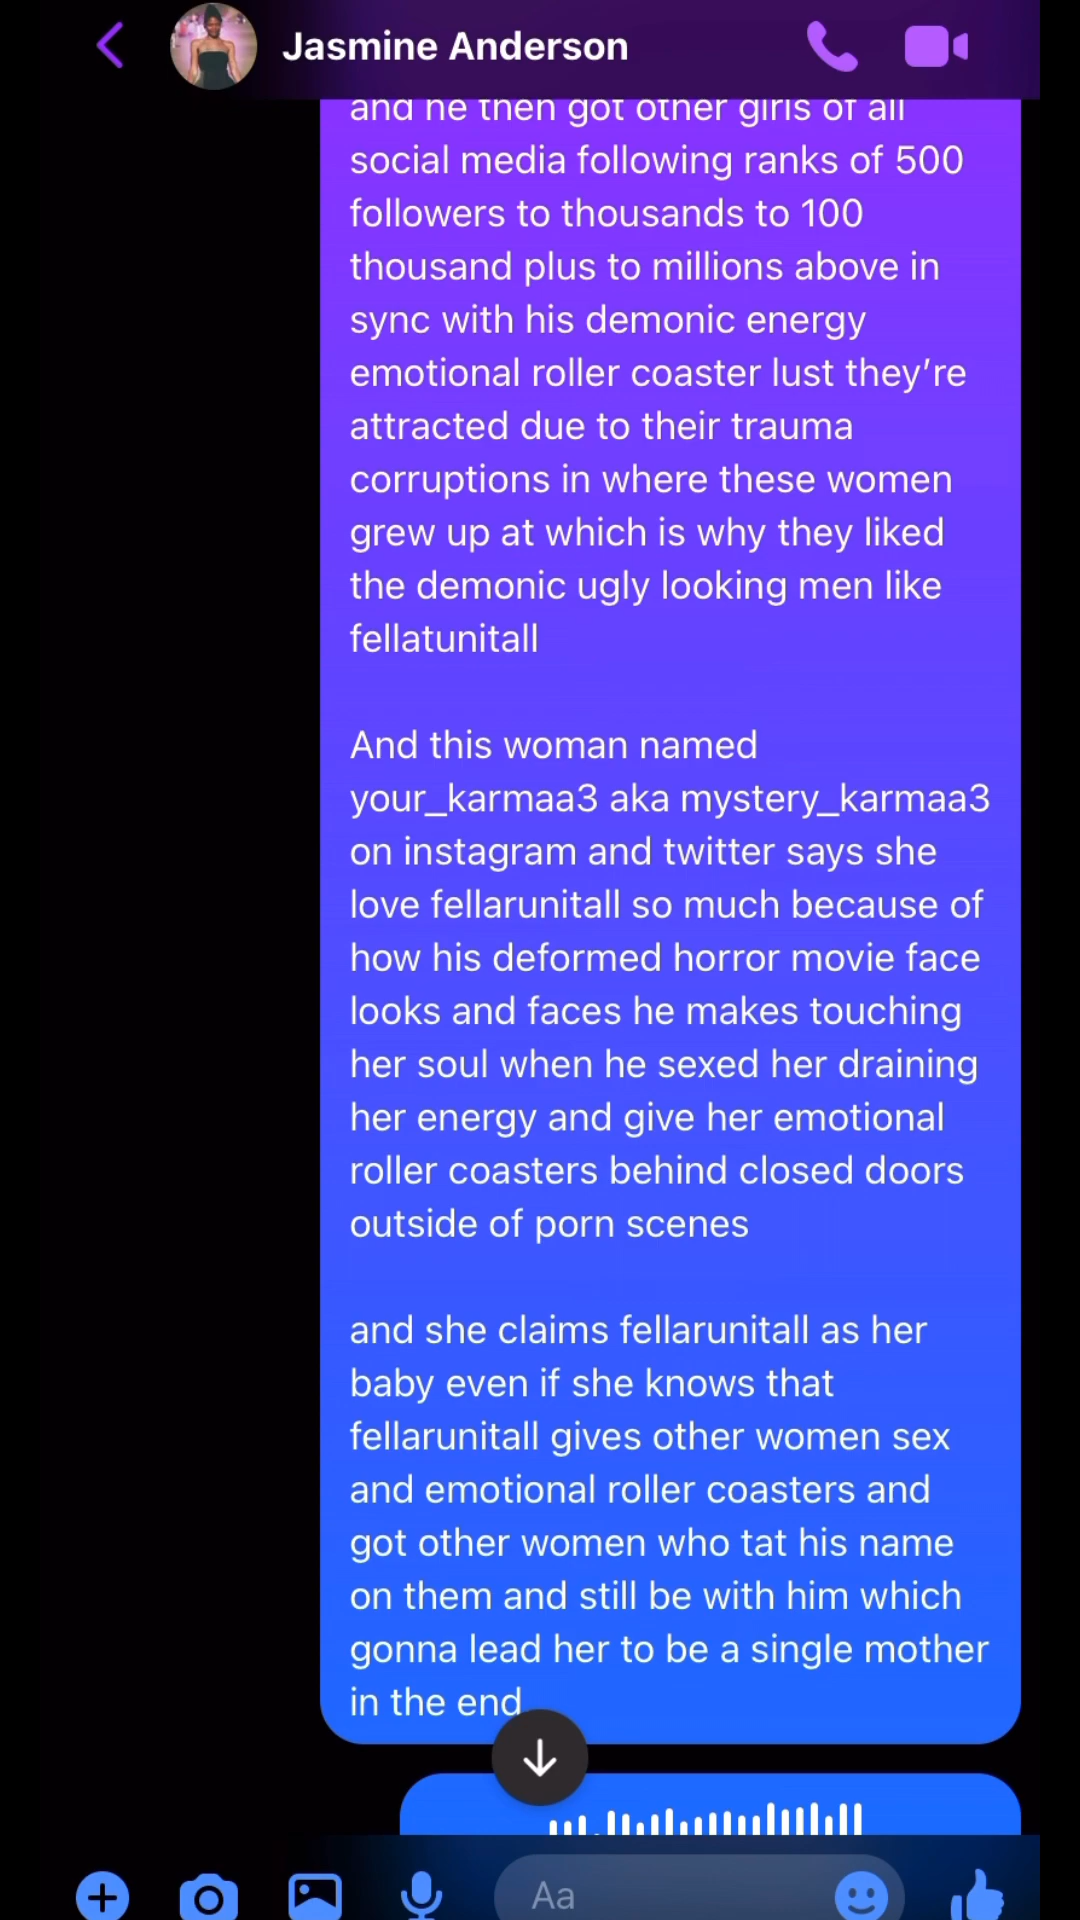 Jasmine Anderson
and he then got other girls of all
social media following ranks of 500
followers to thousands to 100
thousand plus to millions above in
sync with his demonic energy
emotional roller coaster lust they’re
attracted due to their trauma
corruptions in where these women
grew up at which is why they liked
the demonic ugly looking men like
fellatunitall
And this woman named
your_karmaa3 aka mystery_karmaa3
on instagram and twitter says she
love fellarunitall so much because of
how his deformed horror movie face
looks and faces he makes touching
her soul when he sexed her draining
her energy and give her emotional
roller coasters behind closed doors
outside of porn scenes
and she claims fellarunitall as her
baby even if she knows that
fellarunitall gives other women sex
and emotional roller coasters and
got other women who tat his name
on them and still be with him which
gonna lead her to be a single mother
in the end
Aa